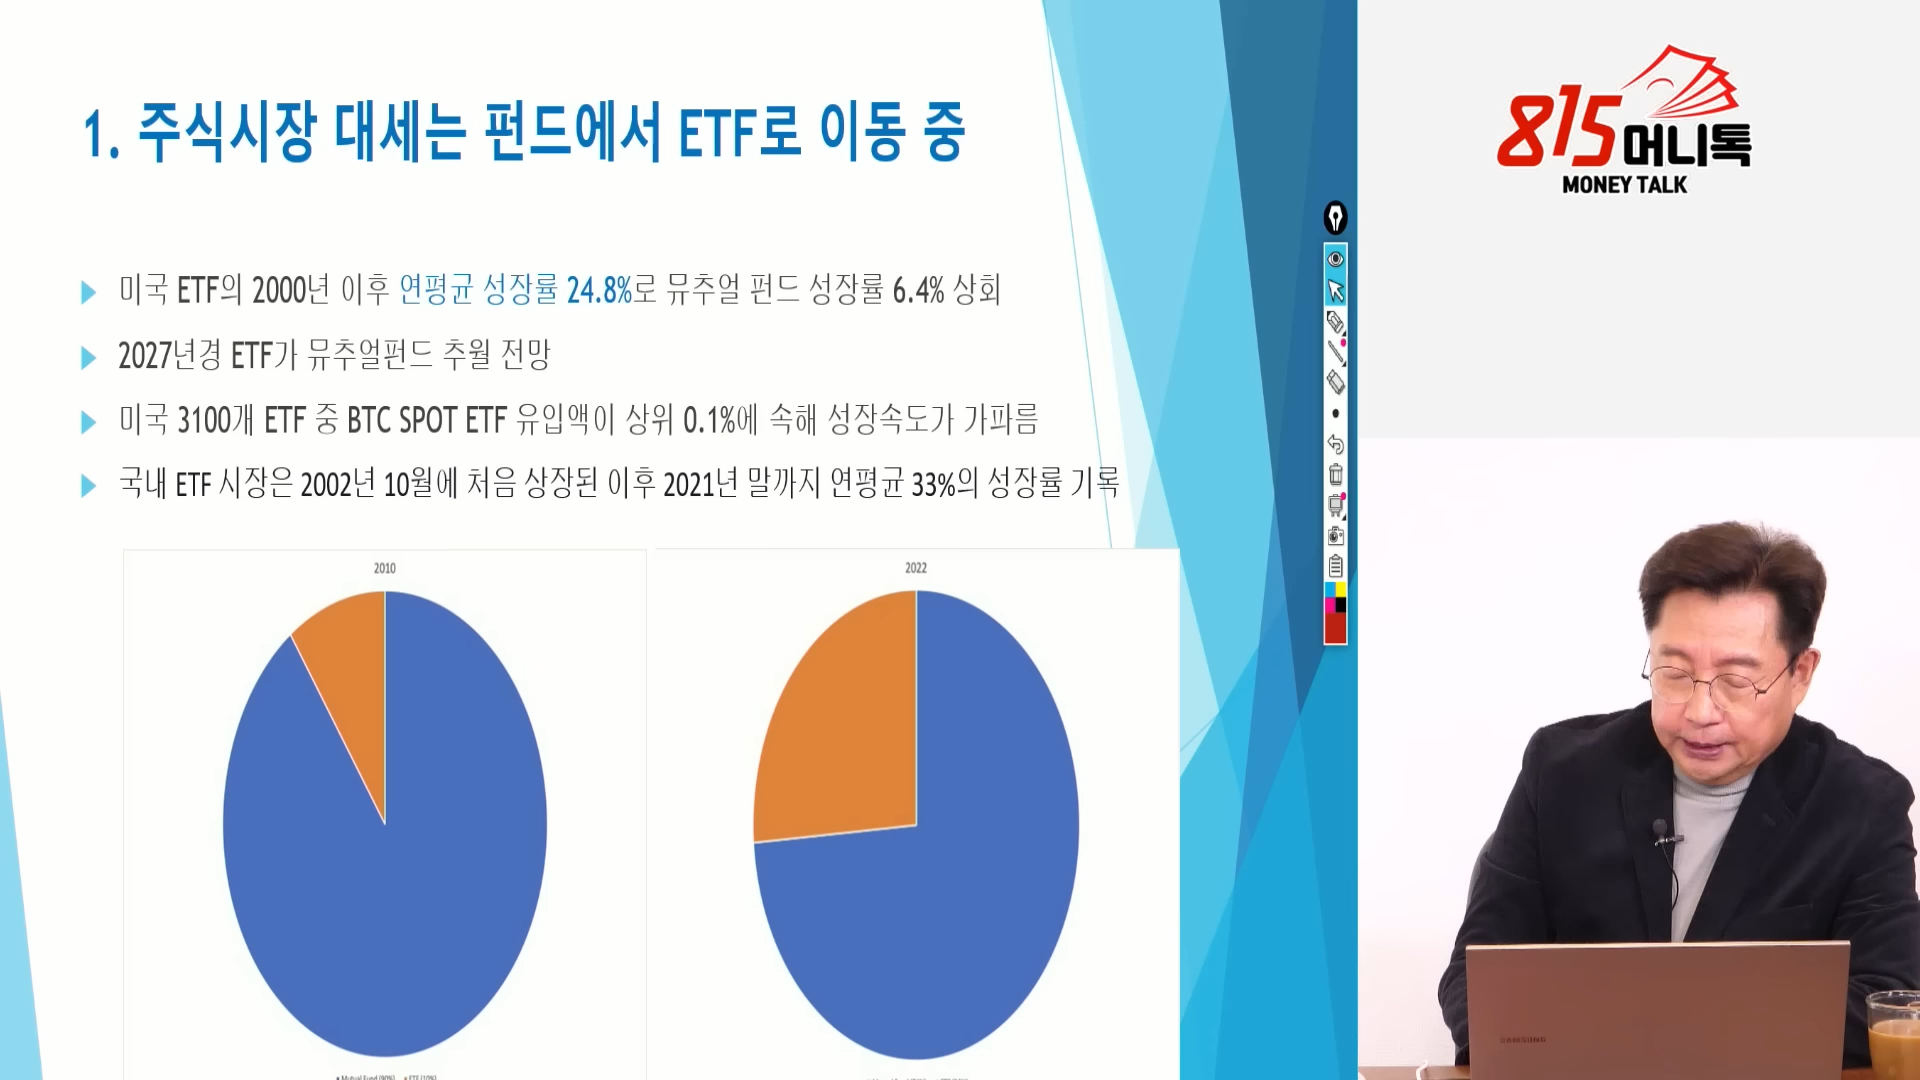 1. 주식시장 대세는 펀드에서 ETF로 이동 중
815머니톡
MONEY TALK
미국 ETF의 2000년 이후 연평균 성장률 24.8%로 뮤추얼 펀드 성장률 6.4% 상회
2027년경 ETF가 뮤추얼펀드 추월 전망
미국 3100개 ETF 중 BTC SPOT ETF 유입액이 상위 0.1%에 속해 성장속도가 가파름
국내 ETF 시장은 2002년 10월에 처음 상장된 이후 2021년 말까지 연평균 33%의 성장률 기록
2010
2022
Mutual Fund (90%) ETF (10%)
SAMSUNG